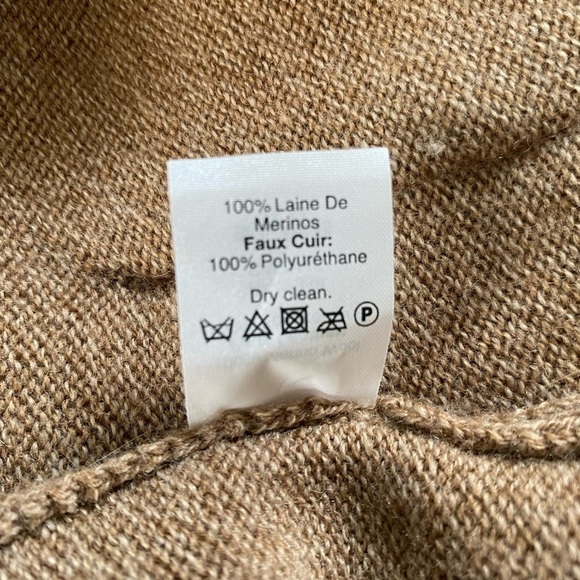 100% Laine De
Merinos
Faux Cuir:
100% Polyuréthane
Dry clean.
P